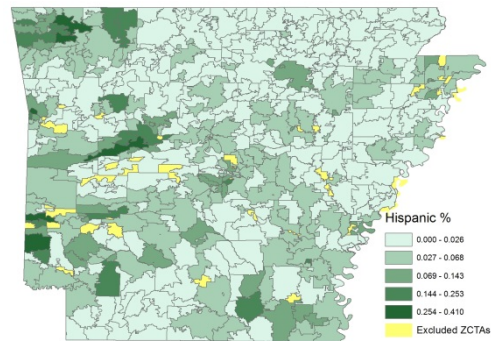 Hispanic %
0.000 - 0.026
0.027 - 0.068
0.069 - 0.143
0.144 - 0.253
0.254 - 0.410
Excluded ZCTAs